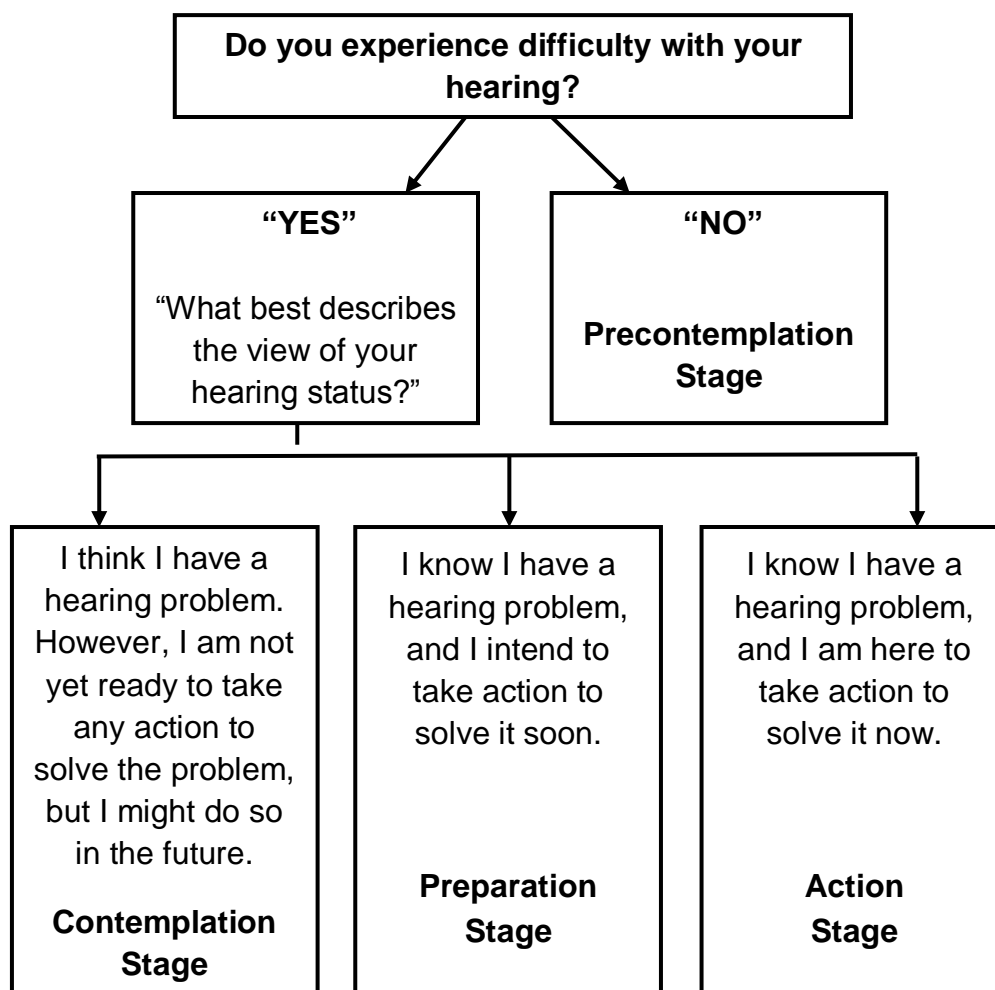 Do you experience difficulty with your
hearing?
“YES”
“What best describes
the view of your
hearing status?”
“NO”
Precontemplation
Stage
I think I have a
hearing problem.
However, I am not
yet ready to take
any action to
solve the problem,
but I might do so
in the future.
Contemplation
Stage
I know I have a
hearing problem,
and I intend to
take action to
solve it soon.
Preparation
Stage
I know I have a
hearing problem,
and I am here to
take action to
solve it now.
Action
Stage